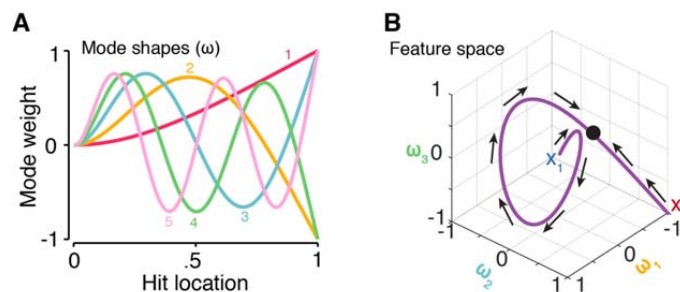 A
Mode shapes (ω)
1
0
-1
Mode weight
1
2
3
4
5
0
.5
1
Hit location
B
Feature space
ω3
1
0
-1
X1
X
-1
0
1
ω2
-1
0
1
ω1